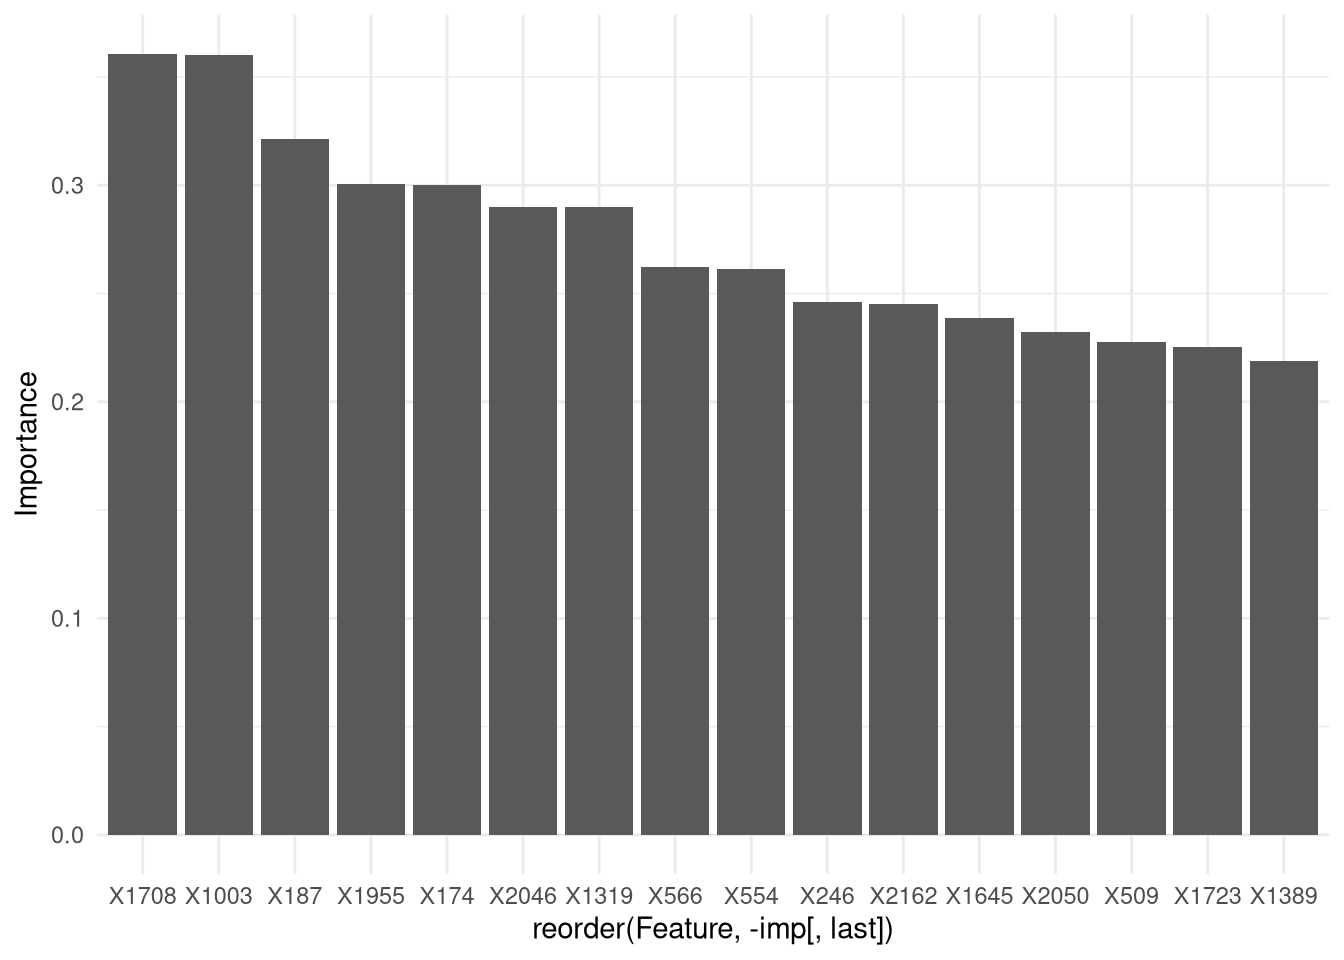 Importance
0.3
0.2
0.1
0.0
X1708 X1003 X187 X1955 X174 X2046 X1319 X566 X554 X246 X2162 X1645 X2050 X509 X1723 X1389
reorder(Feature, -imp[, last])